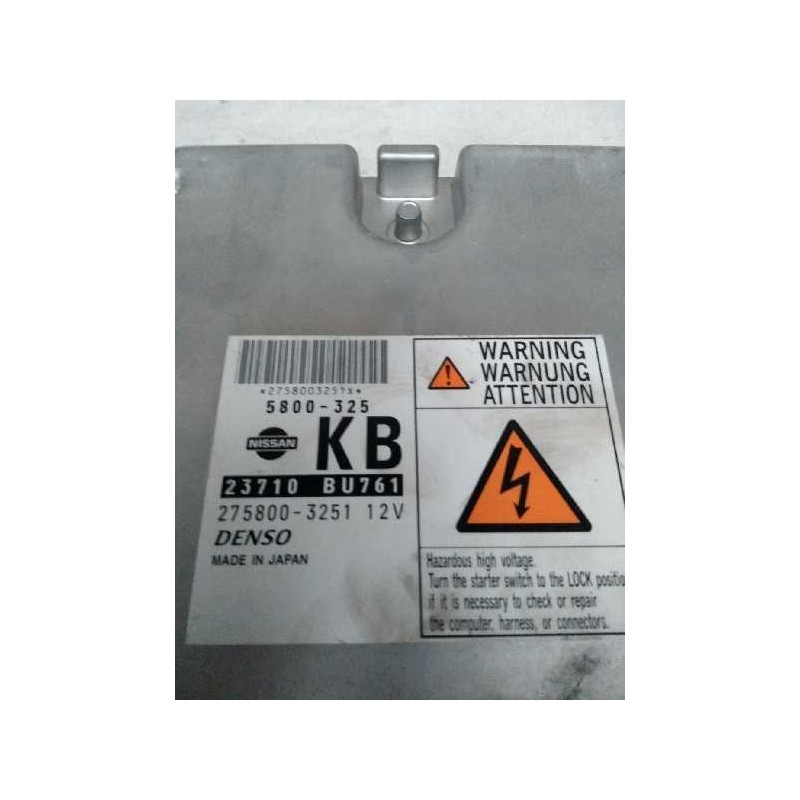 *2758003251X*
5800-325
NISSAN
KB
23710 BU761
275800-3251 12V
DENSO
MADE IN JAPAN
WARNING
WARNUNG
ATTENTION
Hazardous high voltage.
Turn the starter switch to the LOCK positio
if it is necessary to check or repair
the computer, harness, or connectors.